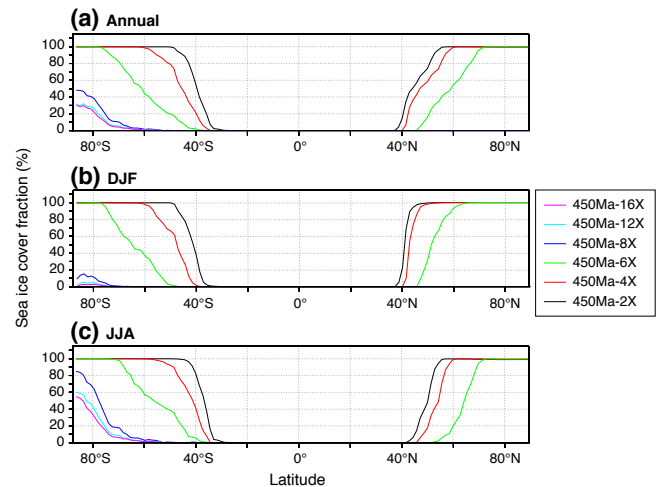 (a) Annual
100
80
60
40
20
0
80°S 40°S 0° 40°N 80°N
(b) DJF
100
80
60
40
20
0
80°S 40°S 0° 40°N 80°N
(c) JJA
100
80
60
40
20
0
80°S 40°S 0° 40°N 80°N
Latitude
Sea ice cover fraction (%)
450Ma-16X
450Ma-12X
450Ma-8X
450Ma-6X
450Ma-4X
450Ma-2X